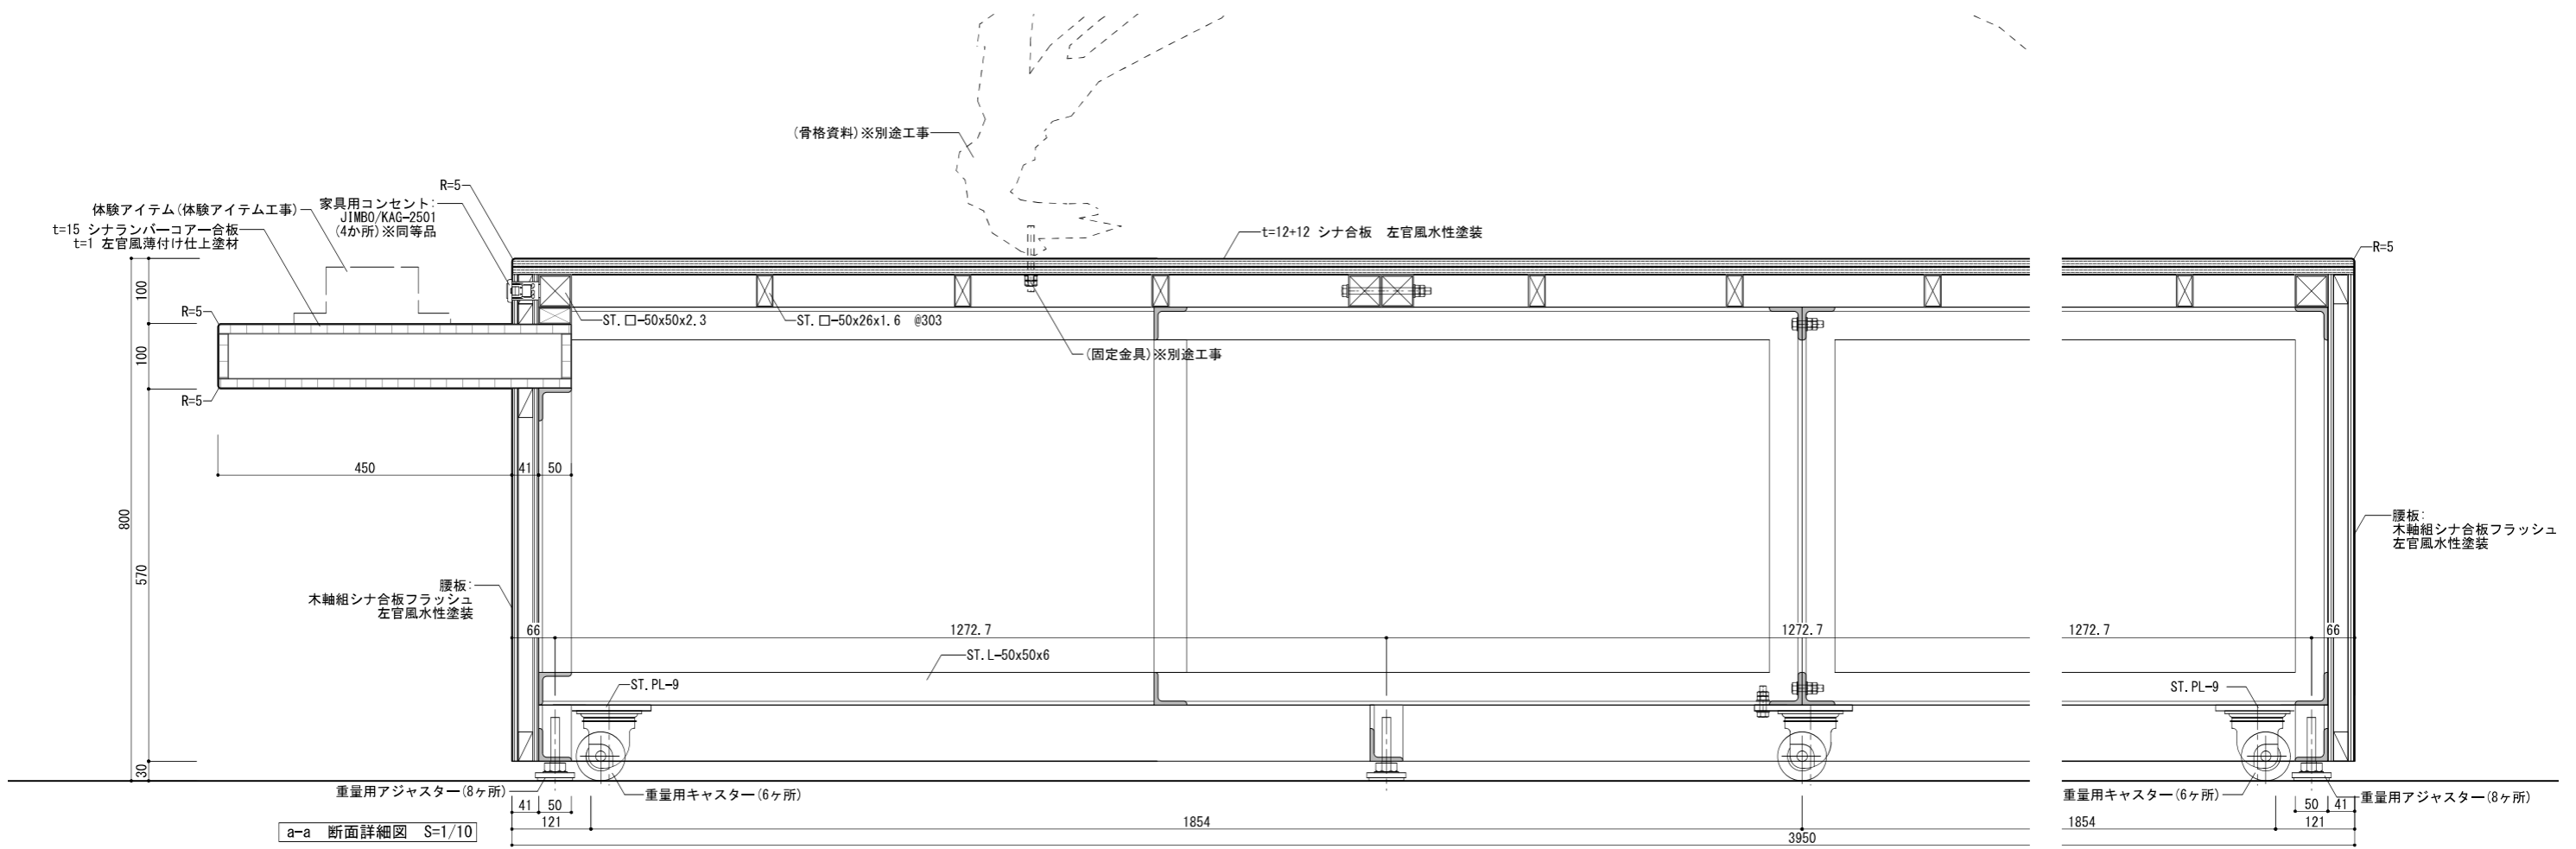 (骨格資料)※別途工事
R=5
体験アイテム(体験アイテム工事)
家具用コンセント:
JIMBO/KAG-2501
(4か所)※同等品
t=15 シナランバーコアー合板
t=1 左官風薄付け仕上塗材
t=12+12 シナ合板 左官風水性塗装
R=5
100
R=5
ST.□-50x50x2.3
ST.□-50x26x1.6 @303
(固定金具)※別途工事
100
R=5
450
41
50
800
570
腰板:
木軸組シナ合板フラッシュ
左官風水性塗装
腰板:
木軸組シナ合板フラッシュ
左官風水性塗装
66
1272.7
1272.7
1272.7
66
ST.L-50x50x6
ST.PL-9
ST.PL-9
30
重量用アジャスター(8ヶ所)
重量用キャスター(6ヶ所)
重量用キャスター(6ヶ所)
重量用アジャスター(8ヶ所)
41
50
50
41
121
1854
1854
121
3950
a-a 断面詳細図 S=1/10